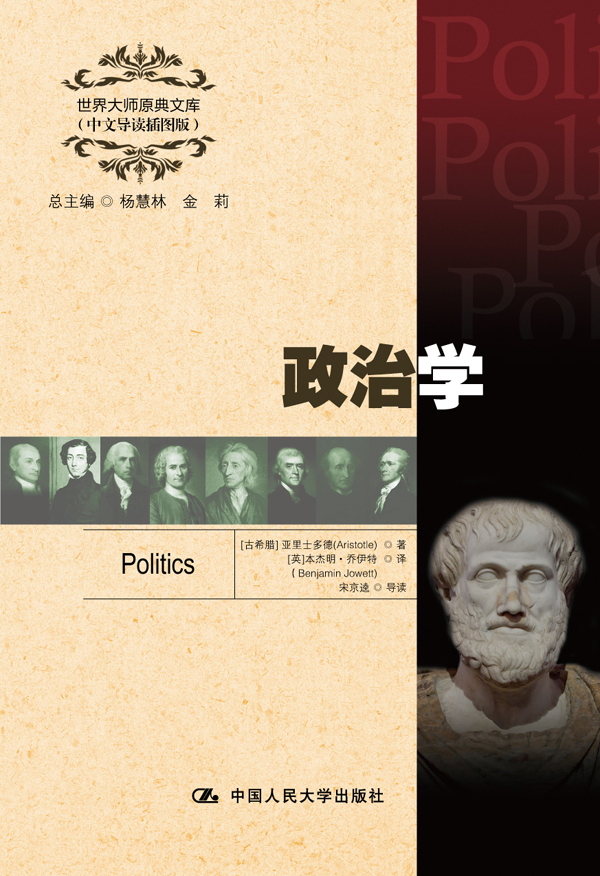 世界大师原典文库
（中文导读插图版）
总主编 ◎ 杨慧林 金 莉
Poli
Poli
Po
Poli
政治学
Politics
[古希腊] 亚里士多德(Aristotle) ◎ 著
[英]本杰明·乔伊特 ◎ 译
( Benjamin Jowett)
宋京逵 ◎ 导读
中国人民大学出版社